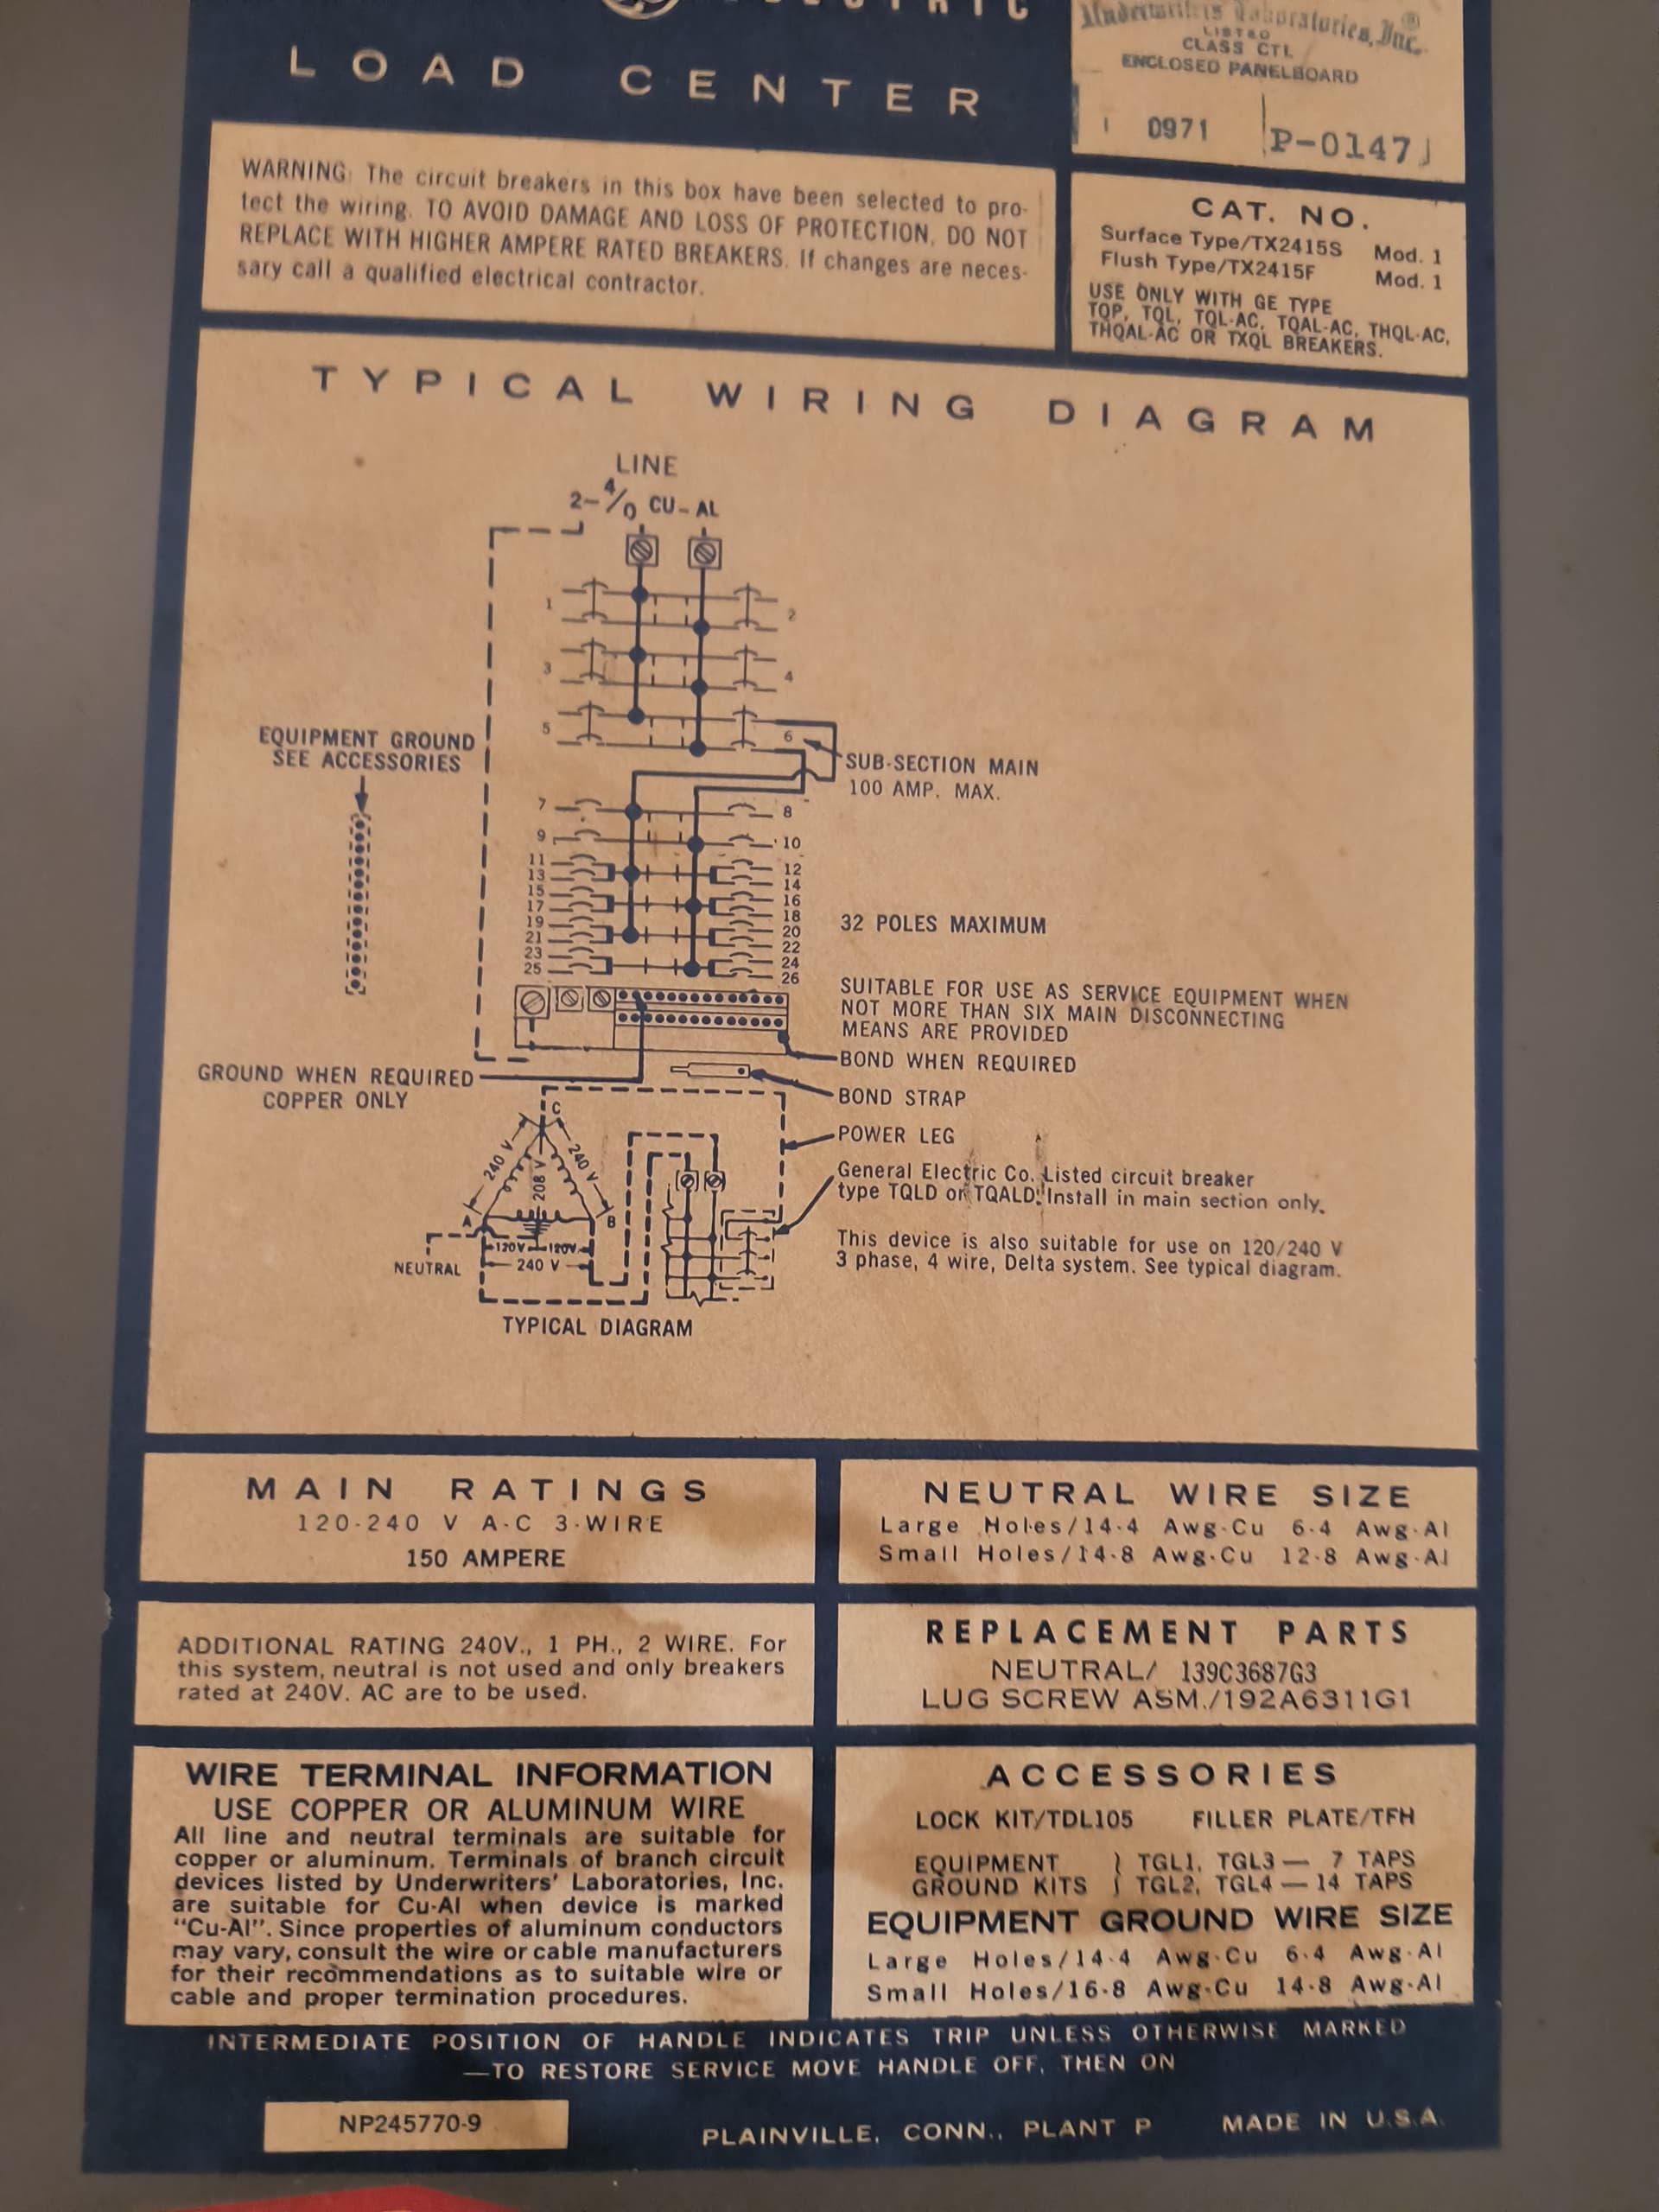 LOAD CENTER
Underwriters Laboratories, Inc.®
LISTED
CLASS CTL
ENCLOSED PANELBOARD
0971
P-0147J
WARNING: The circuit breakers in this box have been selected to pro-
tect the wiring. TO AVOID DAMAGE AND LOSS OF PROTECTION, DO NOT
REPLACE WITH HIGHER AMPERE RATED BREAKERS. If changes are neces-
sary call a qualified electrical contractor.
CAT. NO.
Surface Type/TX2415S Mod. 1
Flush Type/TX2415F Mod. 1
USE ONLY WITH GE TYPE
TQP, TQL, TQL-AC, TQAL-AC, THQL-AC,
THQAL-AC OR TXQL BREAKERS.
TYPICAL WIRING DIAGRAM
LINE
2-4/0 CU-AL
1
2
3
4
5
6
EQUIPMENT GROUND
SEE ACCESSORIES
SUB-SECTION MAIN
100 AMP. MAX.
7
8
9
10
11
12
13
14
15
16
17
18
19
20
21
22
23
24
25
26
32 POLES MAXIMUM
SUITABLE FOR USE AS SERVICE EQUIPMENT WHEN
NOT MORE THAN SIX MAIN DISCONNECTING
MEANS ARE PROVIDED
BOND WHEN REQUIRED
GROUND WHEN REQUIRED
COPPER ONLY
BOND STRAP
POWER LEG
C
240 V
208 V
240 V
A
B
120V
120V
240 V
NEUTRAL
General Electric Co. Listed circuit breaker
type TQLD or TQALD. Install in main section only.
This device is also suitable for use on 120/240 V
3 phase, 4 wire, Delta system. See typical diagram.
TYPICAL DIAGRAM
MAIN RATINGS
120-240 V A-C 3-WIRE
150 AMPERE
NEUTRAL WIRE SIZE
Large Holes/14-4 Awg-Cu 6-4 Awg-Al
Small Holes/14-8 Awg-Cu 12-8 Awg-Al
ADDITIONAL RATING 240V., 1 PH., 2 WIRE. For
this system, neutral is not used and only breakers
rated at 240V. AC are to be used.
REPLACEMENT PARTS
NEUTRAL/ 139C3687G3
LUG SCREW ASM./192A6311G1
WIRE TERMINAL INFORMATION
USE COPPER OR ALUMINUM WIRE
All line and neutral terminals are suitable for
copper or aluminum. Terminals of branch circuit
devices listed by Underwriters' Laboratories, Inc.
are suitable for Cu-Al when device is marked
"Cu-Al". Since properties of aluminum conductors
may vary, consult the wire or cable manufacturers
for their recommendations as to suitable wire or
cable and proper termination procedures.
ACCESSORIES
LOCK KIT/TDL105 FILLER PLATE/TFH
EQUIPMENT } TGL1, TGL3— 7 TAPS
GROUND KITS } TGL2, TGL4—14 TAPS
EQUIPMENT GROUND WIRE SIZE
Large Holes/14-4 Awg-Cu 6-4 Awg-Al
Small Holes/16-8 Awg-Cu 14-8 Awg-Al
INTERMEDIATE POSITION OF HANDLE INDICATES TRIP UNLESS OTHERWISE MARKED
—TO RESTORE SERVICE MOVE HANDLE OFF, THEN ON
NP245770-9
PLAINVILLE, CONN., PLANT P MADE IN U.S.A.